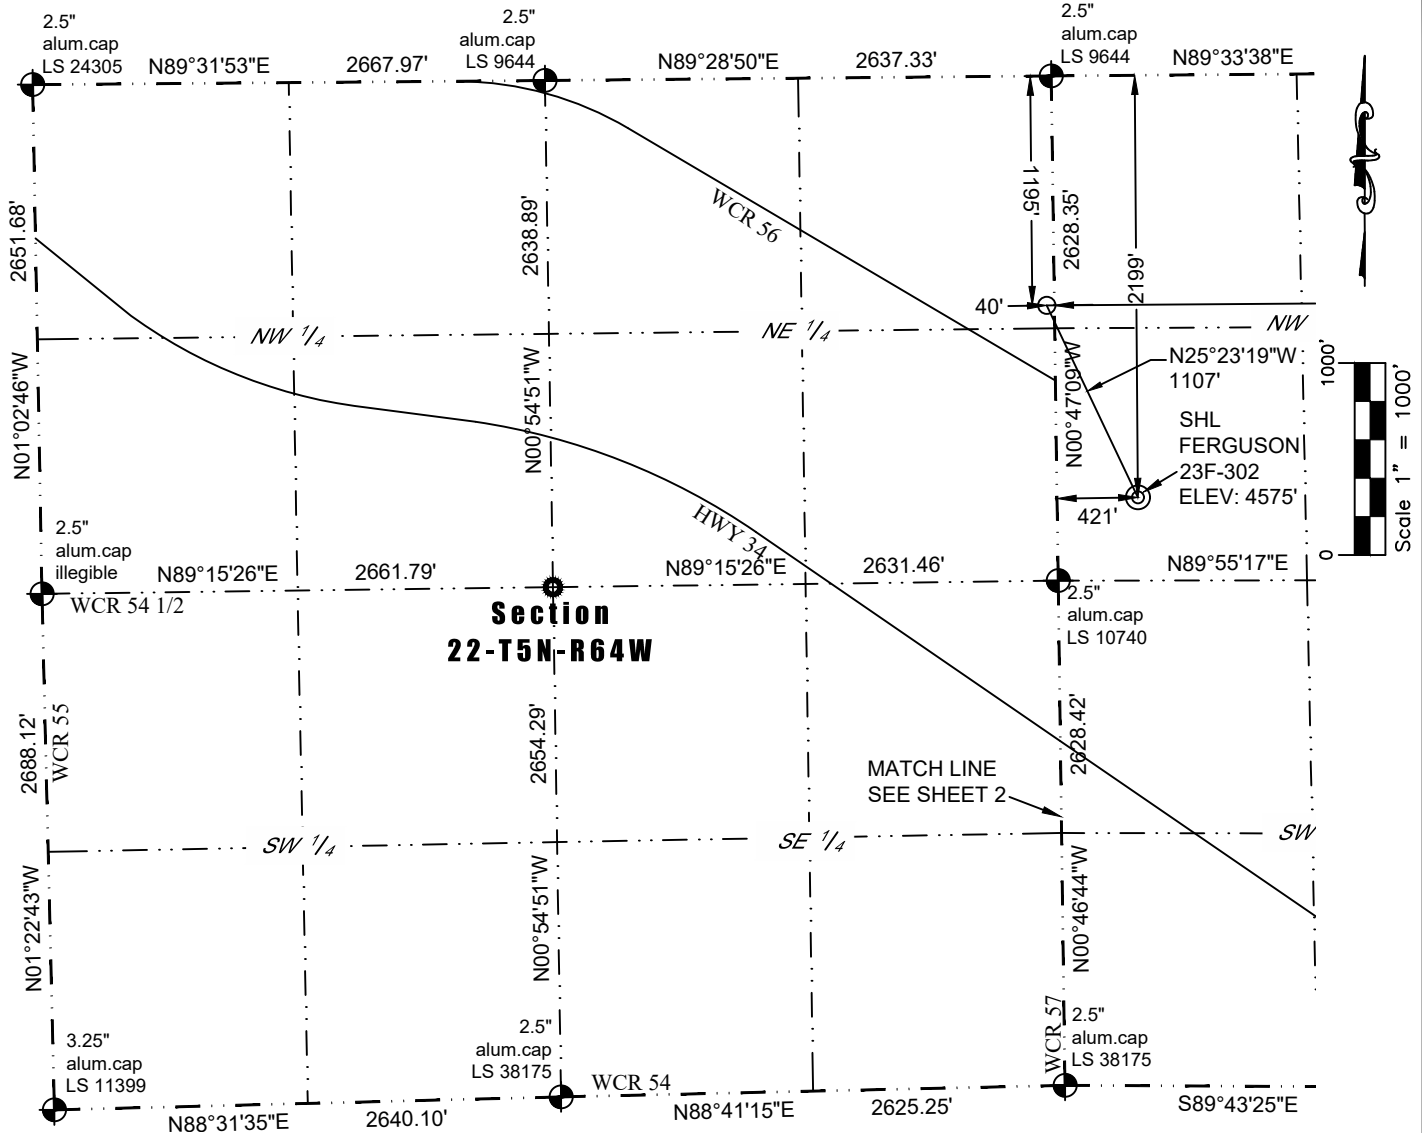 2.5"
alum.cap
LS 24305
N89°31'53"E
2667.97'
2.5"
alum.cap
LS 9644
N89°28'50"E
2637.33'
2.5"
alum.cap
LS 9644
N89°33'38"E
2651.68'
2638.89'
WCR 56
1195'
2628.35'
2199'
40'
NW 1/4
NE 1/4
NW
N01°02'46"W
N00°54'51"W
N00°47'09"W
N25°23'19"W
1107'
SHL
FERGUSON
23F-302
ELEV: 4575'
421'
1000'
0
Scale 1" = 1000'
HWY 34
2.5"
alum.cap
illegible
N89°15'26"E
2661.79'
N89°15'26"E
2631.46'
N89°55'17"E
WCR 54 1/2
Section
22-T5N-R64W
2.5"
alum.cap
LS 10740
2688.12'
WCR 55
2654.29'
2628.42'
MATCH LINE
SEE SHEET 2
SW 1/4
SE 1/4
SW
N01°22'43"W
N00°54'51"W
N00°46'44"W
3.25"
alum.cap
LS 11399
2.5"
alum.cap
LS 38175
WCR 54
WCR 57
2.5"
alum.cap
LS 38175
N88°31'35"E
2640.10'
N88°41'15"E
2625.25'
S89°43'25"E